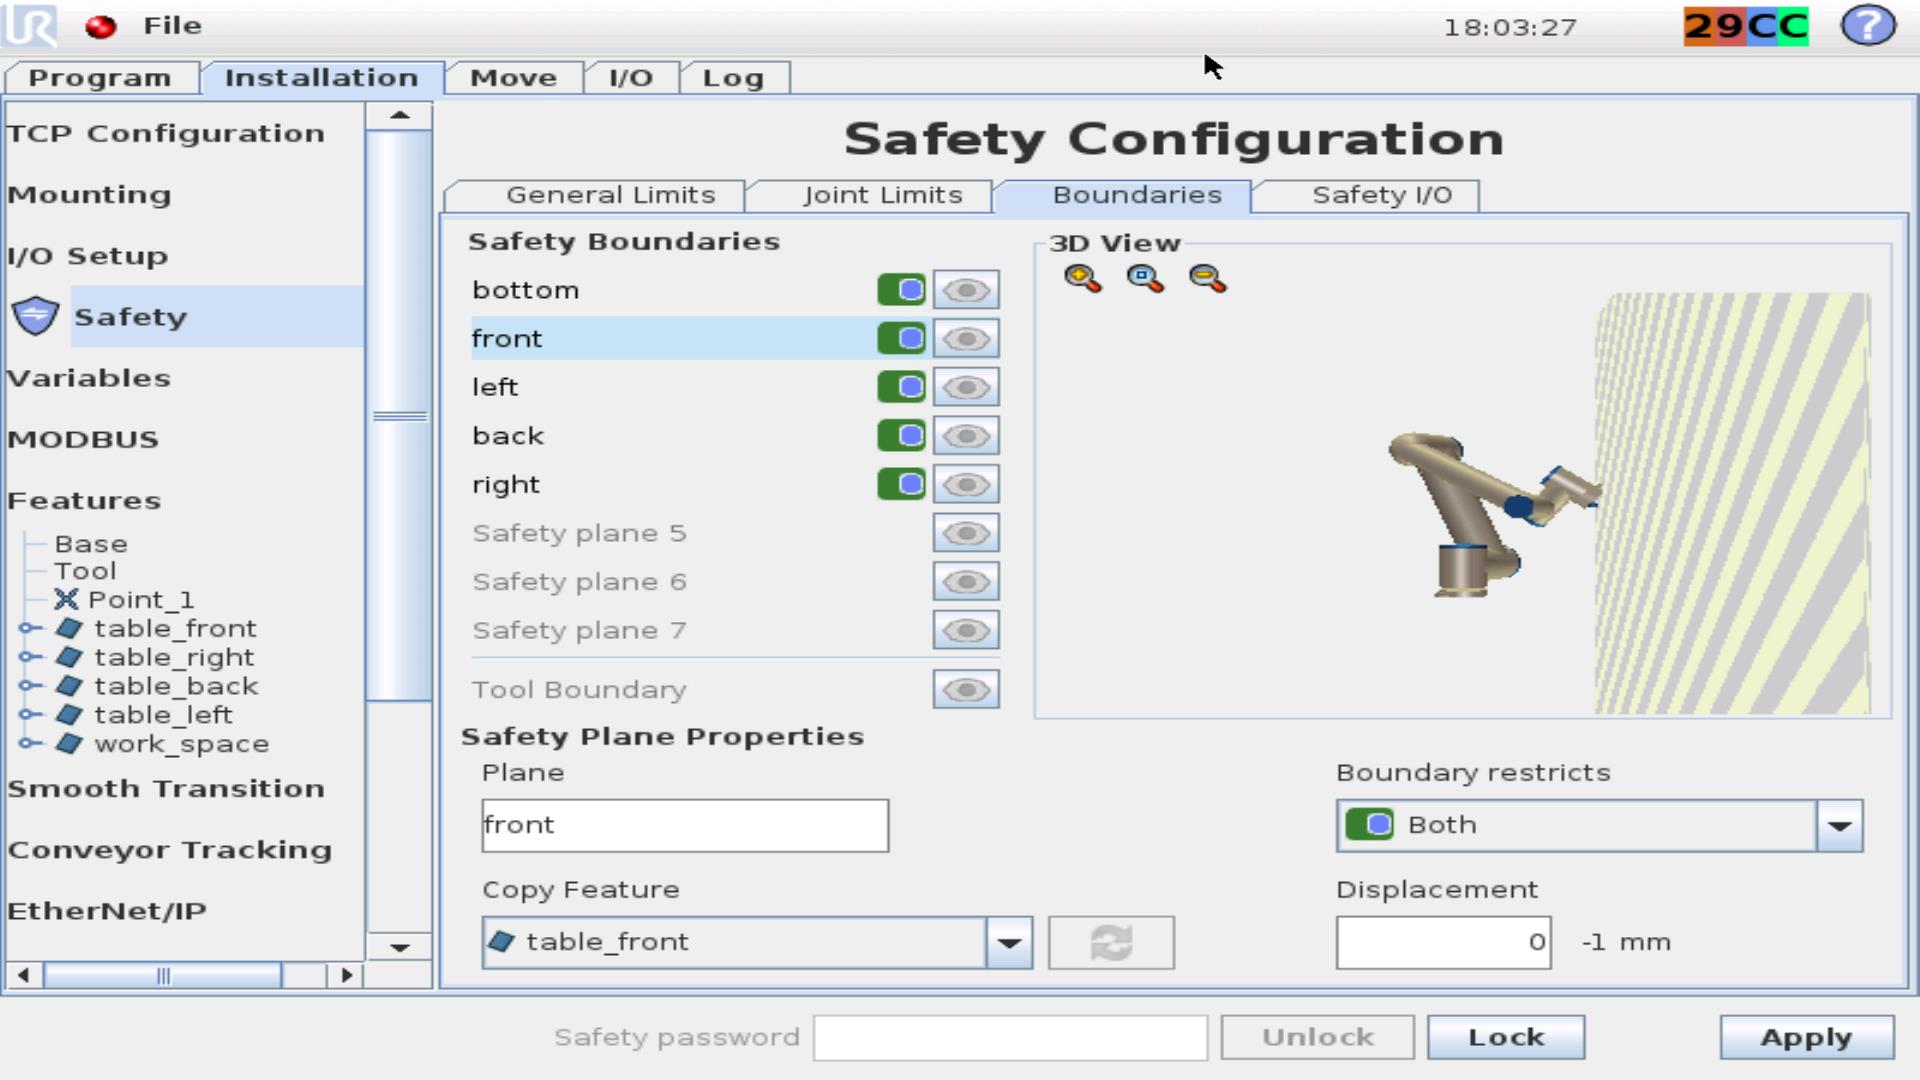 UR
File
18:03:27
29CC
?
Program
Installation
Move
I/O
Log
TCP Configuration
Mounting
I/O Setup
Safety
Variables
MODBUS
Features
Base
Tool
Point_1
table_front
table_right
table_back
table_left
work_space
Smooth Transition
Conveyor Tracking
EtherNet/IP
Safety Configuration
General Limits
Joint Limits
Boundaries
Safety I/O
Safety Boundaries
bottom
front
left
back
right
Safety plane 5
Safety plane 6
Safety plane 7
Tool Boundary
3D View
Safety Plane Properties
Plane
front
Boundary restricts
Both
Copy Feature
table_front
Displacement
0 -1 mm
Safety password
Unlock
Lock
Apply